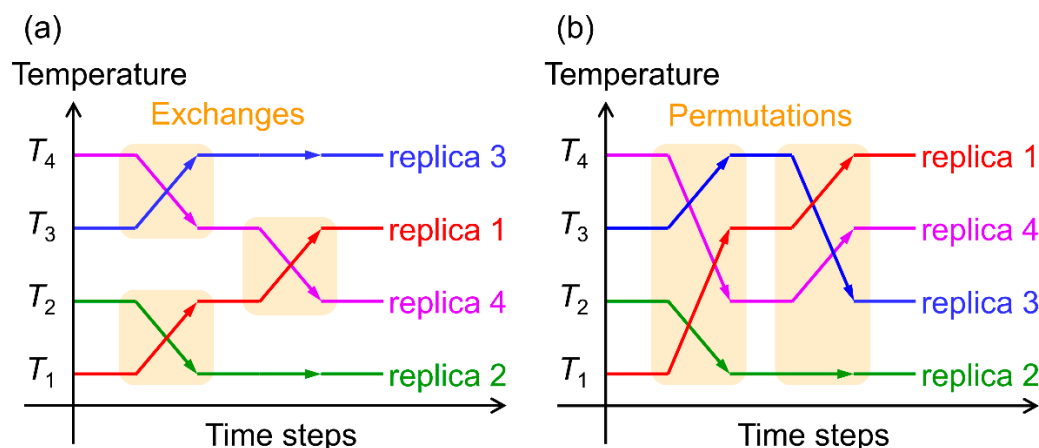 (a)
Temperature
Exchanges
T4
T3
T2
T1
replica 3
replica 1
replica 4
replica 2
Time steps
(b)
Temperature
Permutations
T4
T3
T2
T1
replica 1
replica 4
replica 3
replica 2
Time steps